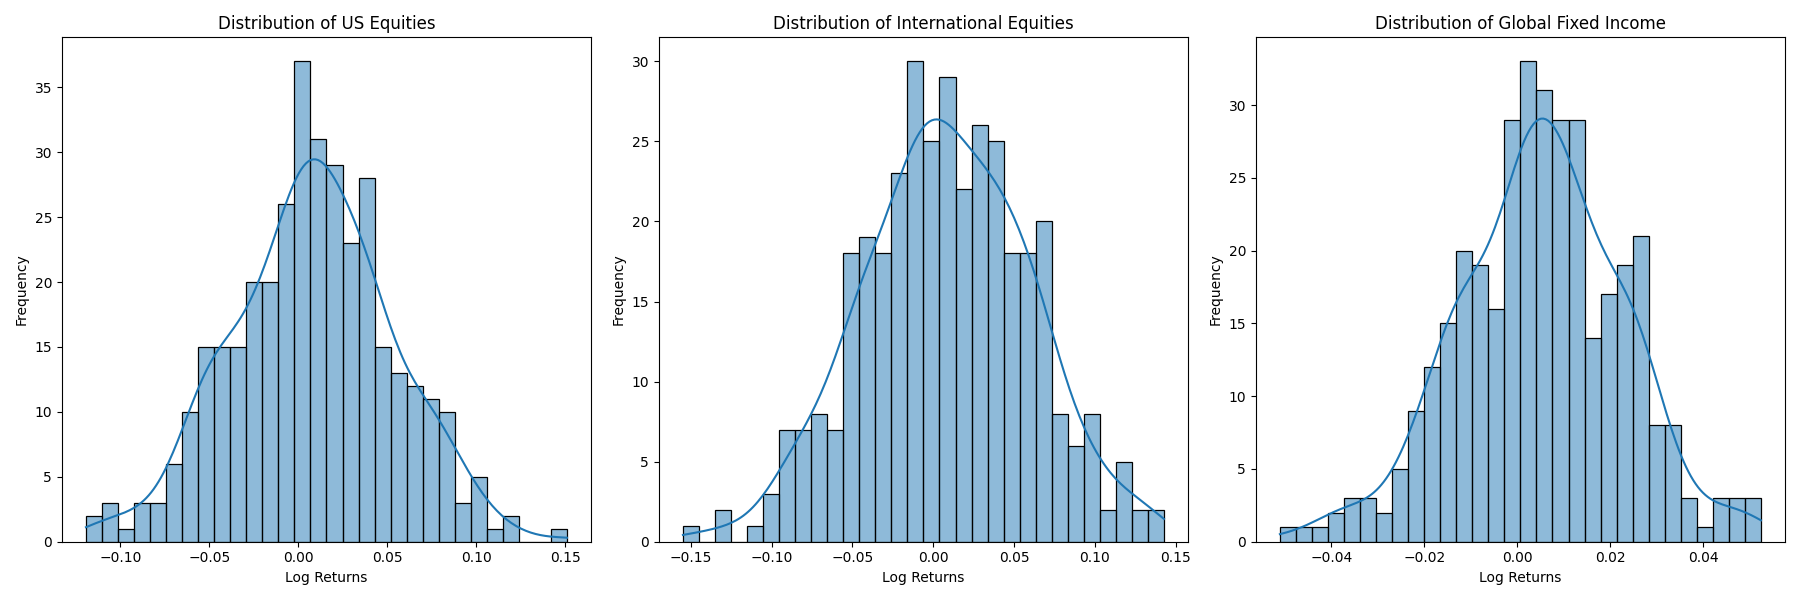 Distribution of US Equities
Frequency
35
30
25
20
15
10
5
0
−0.10 −0.05 0.00 0.05 0.10 0.15
Log Returns
Distribution of International Equities
Frequency
30
25
20
15
10
5
0
−0.15 −0.10 −0.05 0.00 0.05 0.10 0.15
Log Returns
Distribution of Global Fixed Income
Frequency
30
25
20
15
10
5
0
−0.04 −0.02 0.00 0.02 0.04
Log Returns